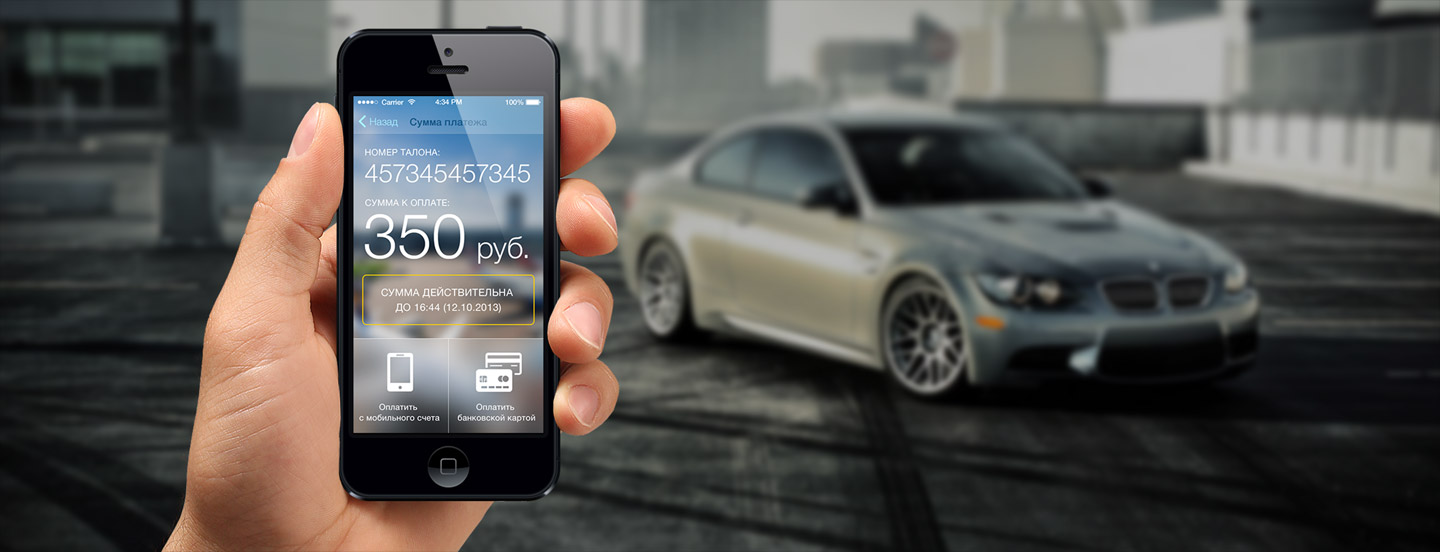 Carrier 4:34 PM 100%
Назад Сумма платежа
НОМЕР ТАЛОНА:
457345457345
СУММА К ОПЛАТЕ:
350 руб.
СУММА ДЕЙСТВИТЕЛЬНА
ДО 16:44 (12.10.2013)
Оплатить
с мобильного счета
Оплатить
банковской картой